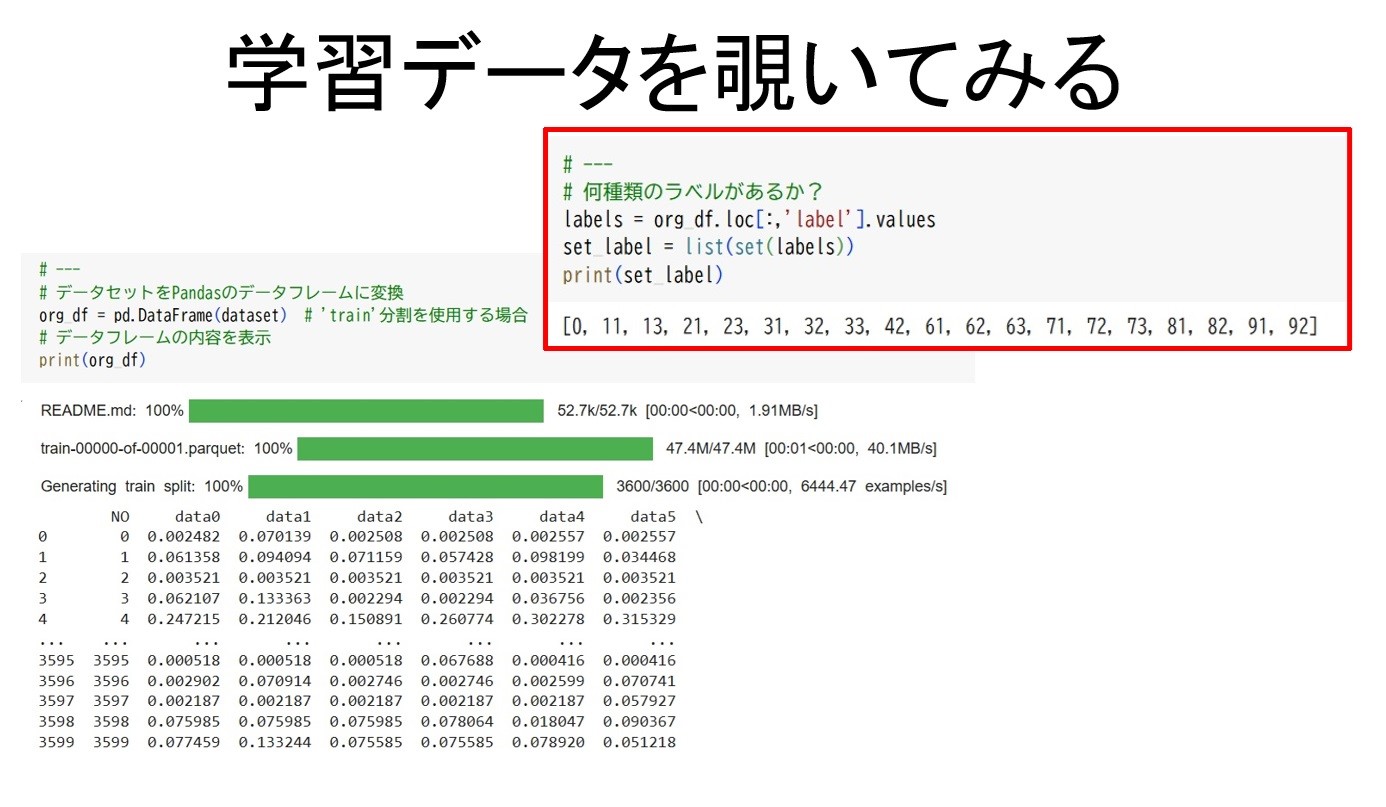 学習データを覗いてみる
# ---
# 何種類のラベルがあるか？
labels = org_df.loc[:,'label'].values
set_label = list(set(labels))
print(set_label)
[0, 11, 13, 21, 23, 31, 32, 33, 42, 61, 62, 63, 71, 72, 73, 81, 82, 91, 92]
# ---
# データセットをPandasのデータフレームに変換
org_df = pd.DataFrame(dataset)  # 'train'分割を使用する場合
# データフレームの内容を表示
print(org_df)
README.md: 100% 52.7k/52.7k [00:00<00:00, 1.91MB/s]
train-00000-of-00001.parquet: 100% 47.4M/47.4M [00:01<00:00, 40.1MB/s]
Generating train split: 100% 3600/3600 [00:00<00:00, 6444.47 examples/s]
NO data0 data1 data2 data3 data4 data5 \
0 0 0.002482 0.070139 0.002508 0.002508 0.002557 0.002557
1 1 0.061358 0.094094 0.071159 0.057428 0.098199 0.034468
2 2 0.003521 0.003521 0.003521 0.003521 0.003521 0.003521
3 3 0.062107 0.133363 0.002294 0.002294 0.036756 0.002356
4 4 0.247215 0.212046 0.150891 0.260774 0.302278 0.315329
... ... ... ... ... ... ... ...
3595 3595 0.000518 0.000518 0.000518 0.067688 0.000416 0.000416
3596 3596 0.002902 0.070914 0.002746 0.002746 0.002599 0.070741
3597 3597 0.002187 0.002187 0.002187 0.002187 0.002187 0.057927
3598 3598 0.075985 0.075985 0.075985 0.078064 0.018047 0.090367
3599 3599 0.077459 0.133244 0.075585 0.075585 0.078920 0.051218